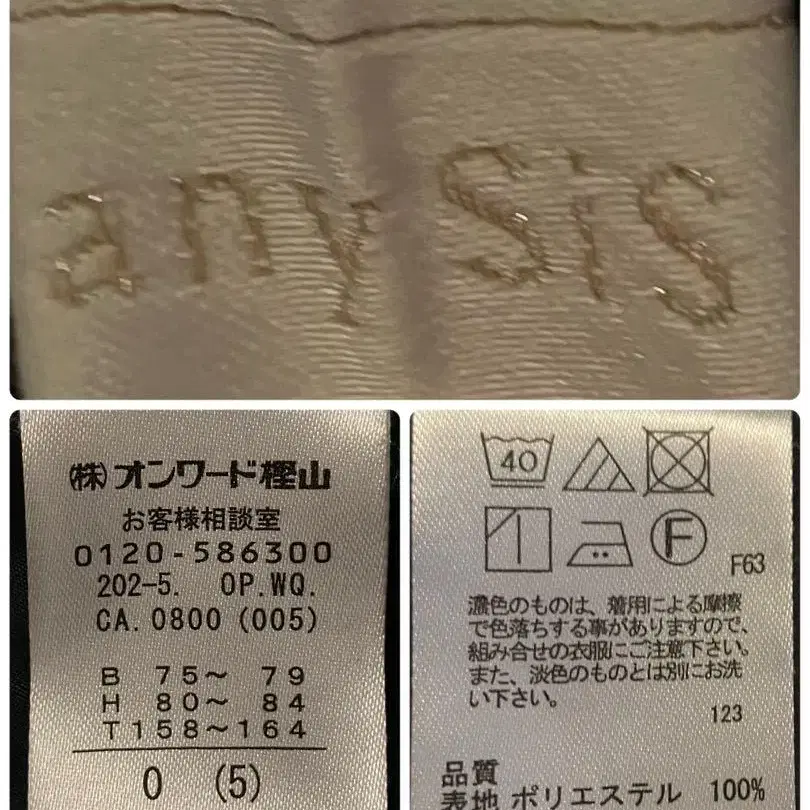 any SiS
㈱オンワード樫山
お客様相談室
0120-586300
202-5. OP.WQ.
CA.0800 (005)
B 75～ 79
H 80～ 84
T158～164
0 (5)
40
F
F63
濃色のものは、着用による摩擦
で色落ちする事がありますので、
組み合せの衣服にご注意下さい。
また、淡色のものとは別にお洗
い下さい。
123
品質
表地 ポリエステル 100%